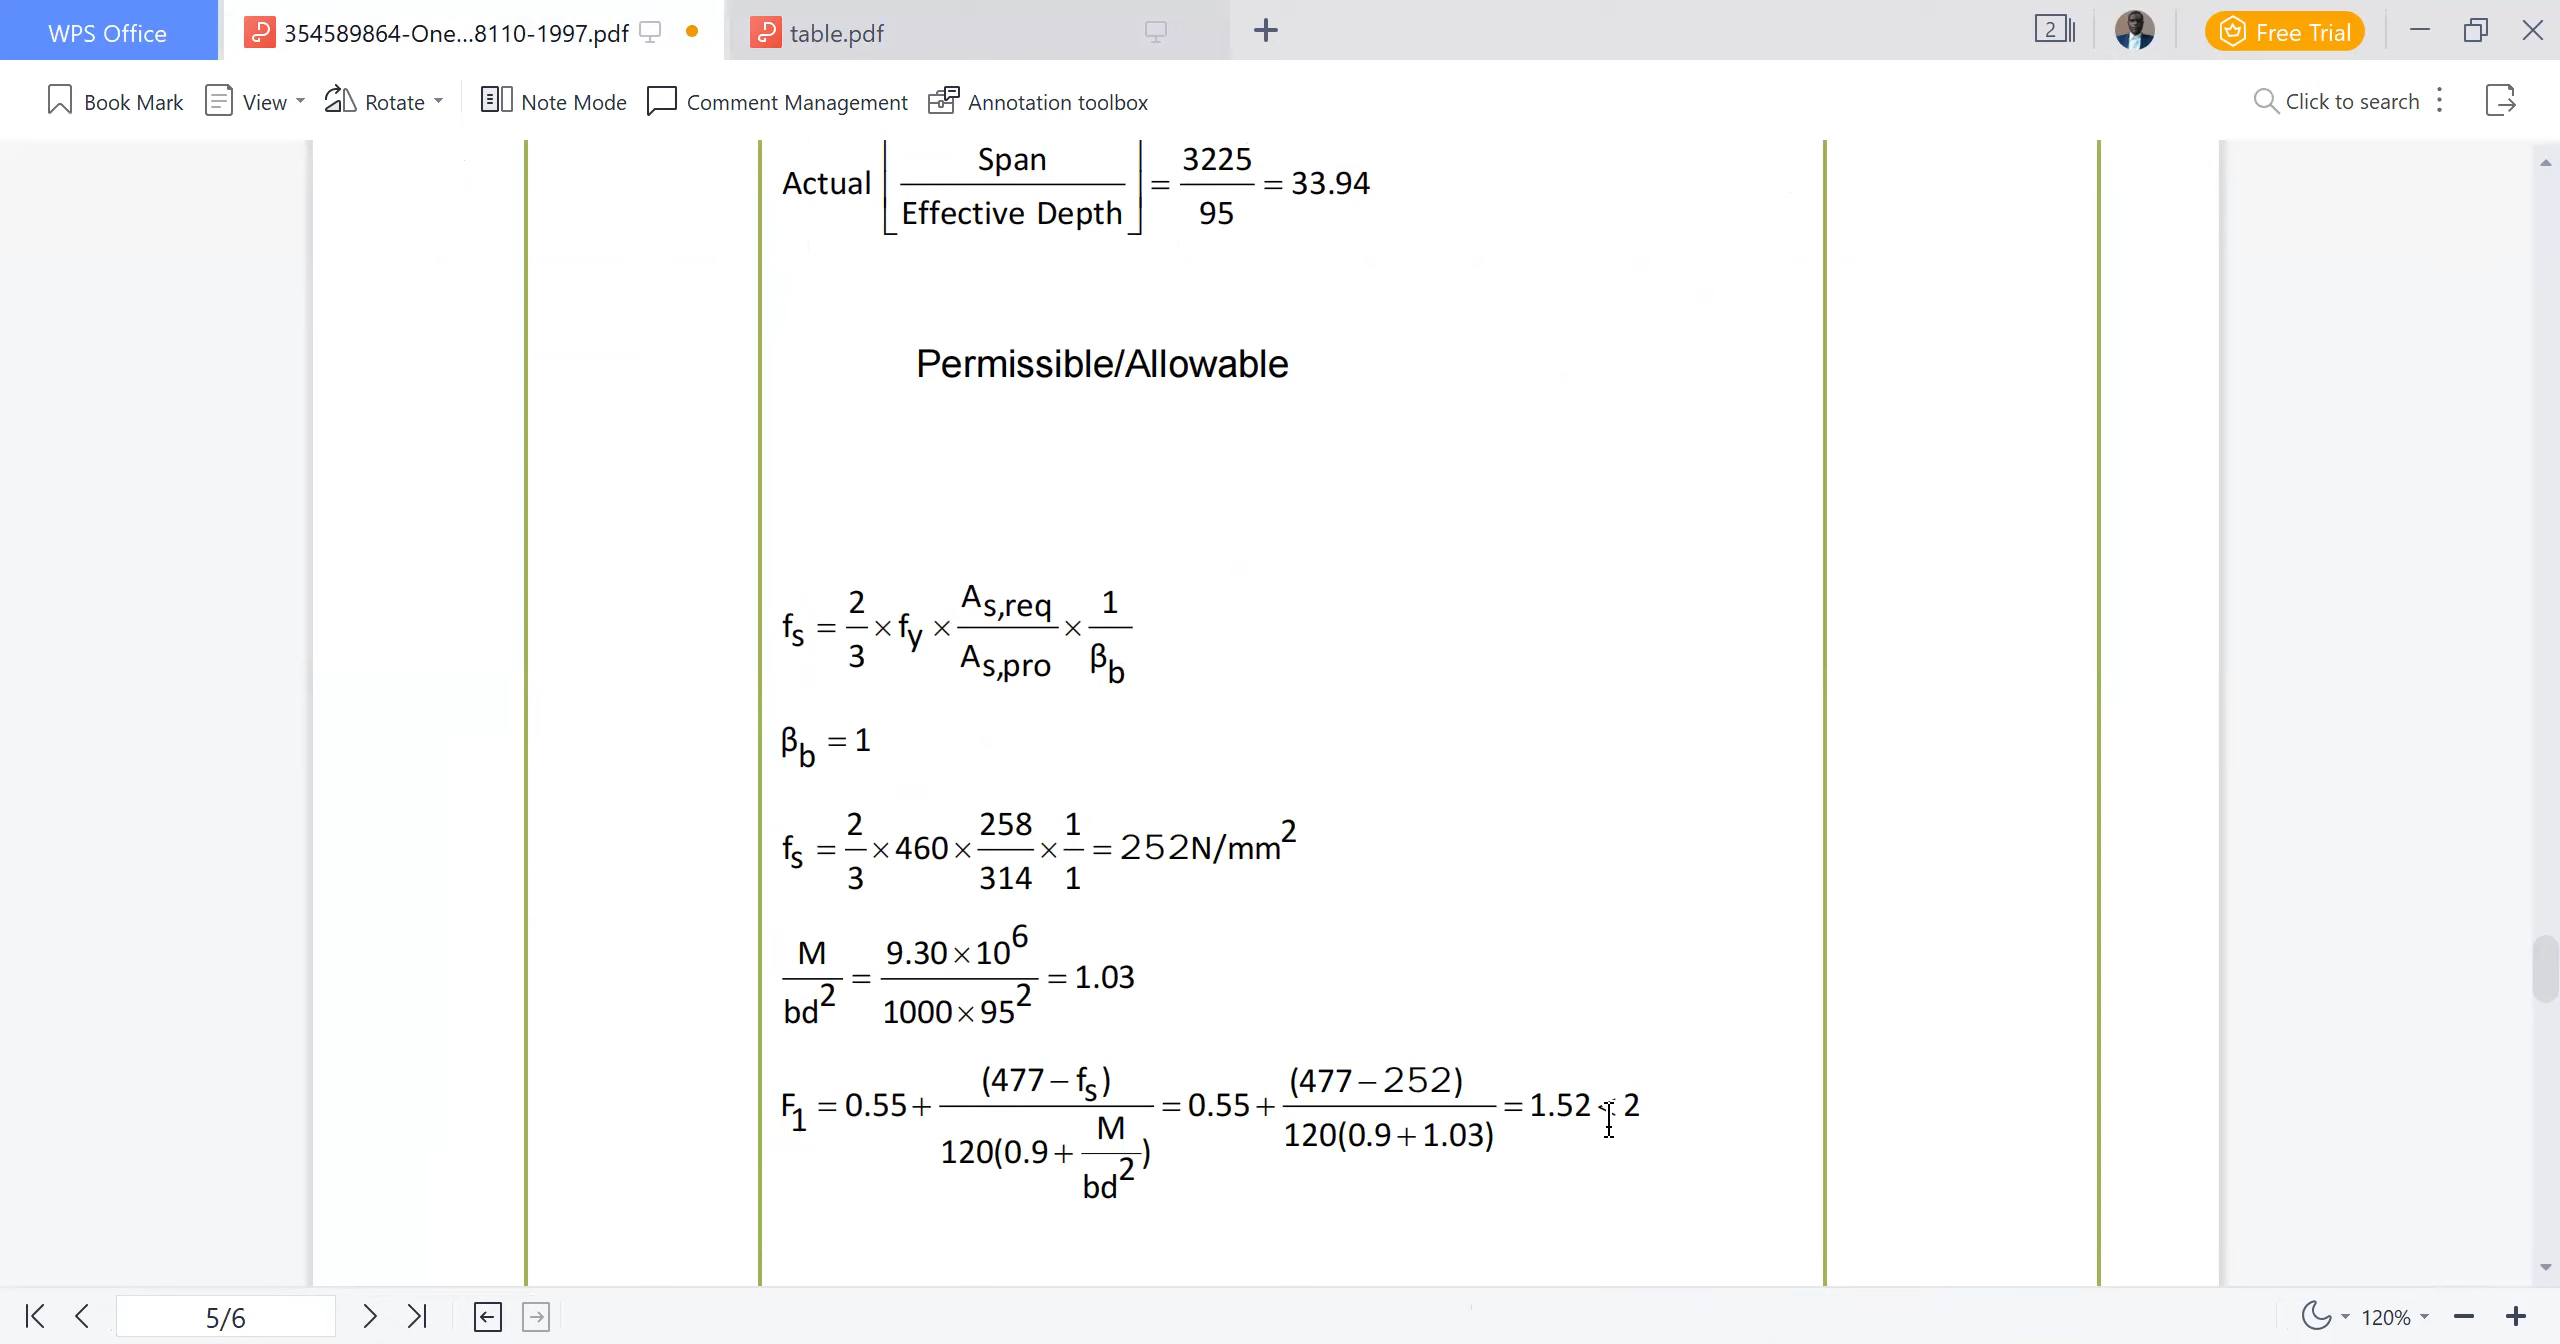 WPS Office 354589864-One...8110-1997.pdf table.pdf 2 Free Trial
Book Mark View Rotate Note Mode Comment Management Annotation toolbox Click to search
Actual [Span / Effective Depth] = 3225/95 = 33.94
Permissible/Allowable
fs = 2/3 × fy × As,req/As,pro × 1/βb
βb = 1
fs = 2/3 × 460 × 258/314 × 1/1 = 252N/mm²
M/bd² = 9.30×10⁶/1000×95² = 1.03
F1 = 0.55 + (477 − fs)/120(0.9 + M/bd²) = 0.55 + (477 − 252)/120(0.9 + 1.03) = 1.52 < 2
5/6 120%